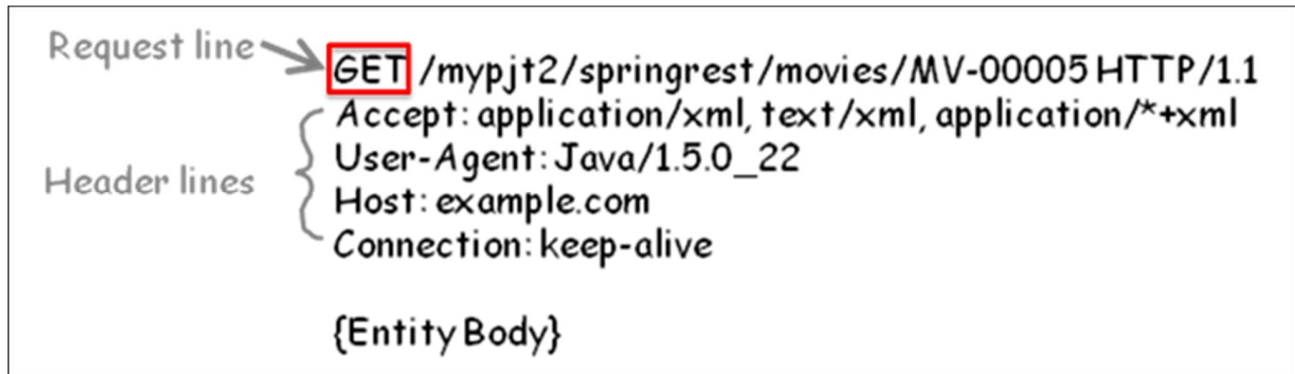 Request line
GET /mypjt2/springrest/movies/MV-00005 HTTP/1.1
Accept: application/xml, text/xml, application/*+xml
User-Agent: Java/1.5.0_22
Header lines
Host: example.com
Connection: keep-alive
{Entity Body}